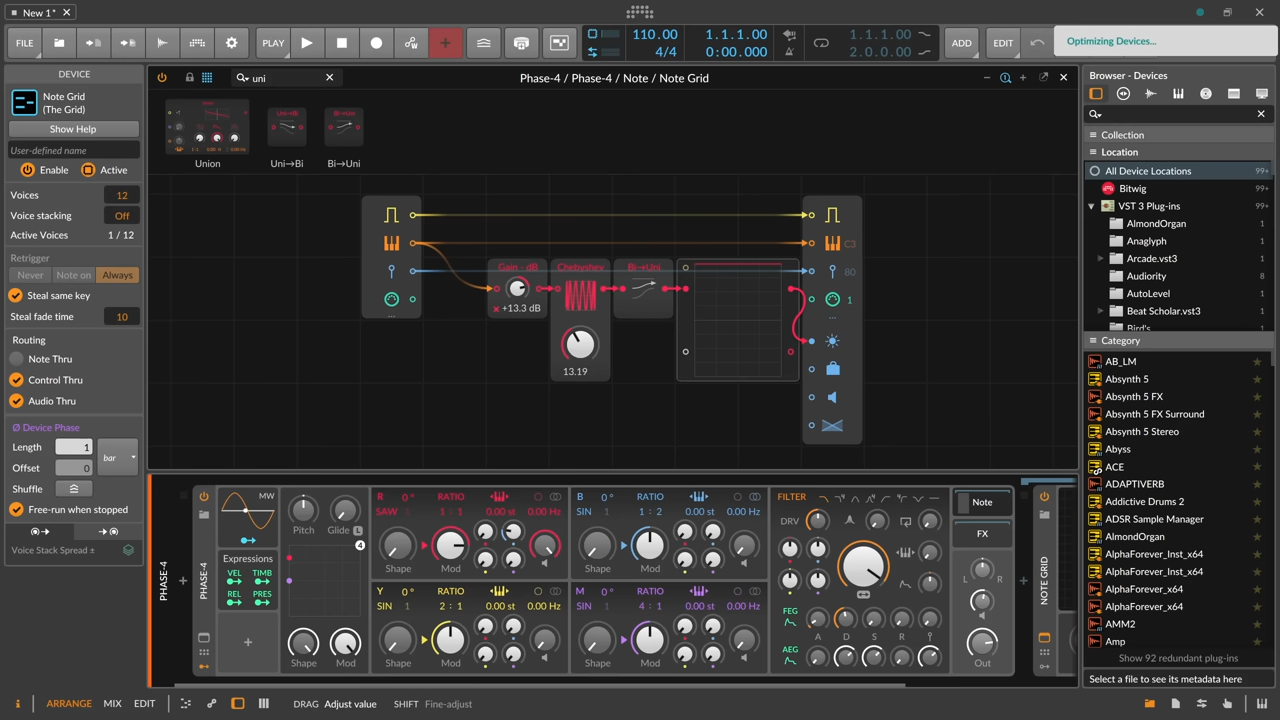 New 1*
FILE
PLAY
110.00
4/4
1.1.1.00
0:00.000
1.1.1.00
2.0.0.00
ADD
EDIT
Optimizing Devices...
DEVICE
Note Grid
(The Grid)
Show Help
User-defined name
Enable
Active
Voices
12
Voice stacking
Off
Active Voices
1 / 12
Retrigger
Never
Note on
Always
Steal same key
Steal fade time
10
Routing
Note Thru
Control Thru
Audio Thru
Ø Device Phase
Length
1
bar
Offset
0
Shuffle
Free-run when stopped
Voice Stack Spread ±
uni
Phase-4 / Phase-4 / Note / Note Grid
Union
Uni→Bi
Bi→Uni
Gain - dB
+13.3 dB
Chebyshev
13.19
Bi→Uni
C3
80
1
PHASE-4
PHASE-4
MW
Expressions
VEL
TIMB
REL
PRES
Pitch
Glide
L
4
Shape
Mod
R 0° RATIO
SAW 1 1 : 1 0.00 st 0.00 Hz
Shape
Mod
B 0° RATIO
SIN 1 1 : 2 0.00 st 0.00 Hz
Shape
Mod
Y 0° RATIO
SIN 1 2 : 1 0.00 st 0.00 Hz
Shape
Mod
M 0° RATIO
SIN 1 4 : 1 0.00 st 0.00 Hz
Shape
Mod
FILTER
DRV
FEG
A D S R
AEG
Note
FX
L
R
Out
NOTE GRID
Browser - Devices
Collection
Location
All Device Locations 99+
Bitwig
VST 3 Plug-ins 99+
AlmondOrgan 1
Anaglyph 1
Arcade.vst3 1
Audiority 1
AutoLevel 1
Beat Scholar.vst3 1
Bird's
Category
AB_LM
Absynth 5
Absynth 5 FX
Absynth 5 FX Surround
Absynth 5 Stereo
Abyss
ACE
ADAPTIVERB
Addictive Drums 2
ADSR Sample Manager
AlmondOrgan
AlphaForever_Inst_x64
AlphaForever_Inst_x64
AlphaForever_x64
AlphaForever_x64
AMM2
Amp
Show 92 redundant plug-ins
Select a file to see its metadata here
ARRANGE
MIX
EDIT
DRAG Adjust value
SHIFT Fine-adjust